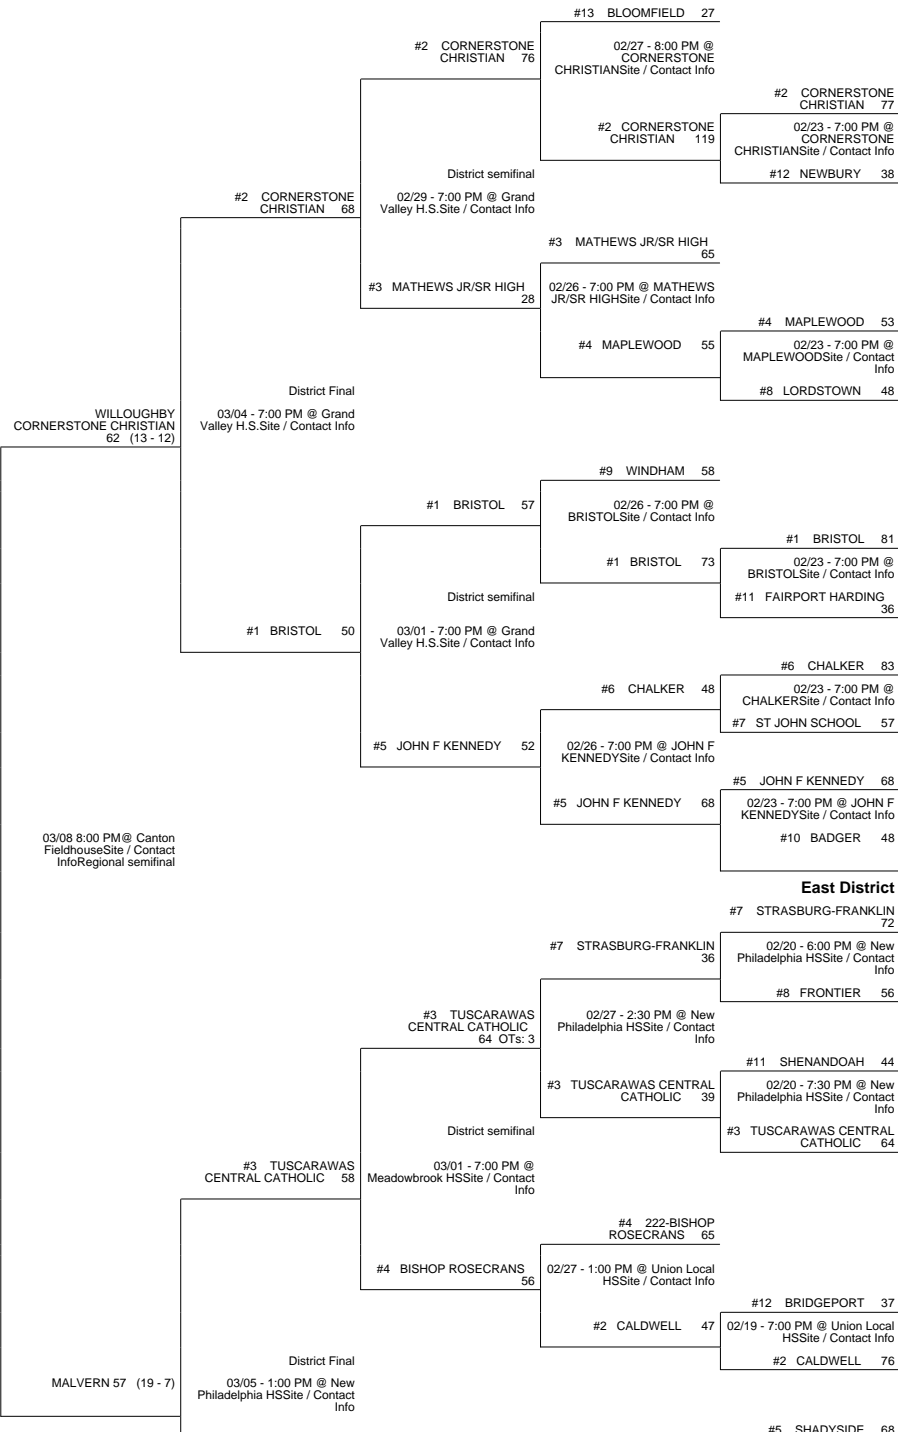 #13 BLOOMFIELD 27
#2 CORNERSTONE
CHRISTIAN 76
02/27 - 8:00 PM @
CORNERSTONE
CHRISTIANSite / Contact Info
#2 CORNERSTONE
CHRISTIAN 77
#2 CORNERSTONE
CHRISTIAN 119
02/23 - 7:00 PM @
CORNERSTONE
CHRISTIANSite / Contact Info
#12 NEWBURY 38
District semifinal
#2 CORNERSTONE
CHRISTIAN 68
02/29 - 7:00 PM @ Grand
Valley H.S.Site / Contact Info
#3 MATHEWS JR/SR HIGH
65
#3 MATHEWS JR/SR HIGH
28
02/26 - 7:00 PM @ MATHEWS
JR/SR HIGHSite / Contact Info
#4 MAPLEWOOD 53
#4 MAPLEWOOD 55
02/23 - 7:00 PM @
MAPLEWOODSite / Contact
Info
#8 LORDSTOWN 48
District Final
WILLOUGHBY
CORNERSTONE CHRISTIAN
62 (13 - 12)
03/04 - 7:00 PM @ Grand
Valley H.S.Site / Contact Info
#9 WINDHAM 58
#1 BRISTOL 57
02/26 - 7:00 PM @
BRISTOLSite / Contact Info
#1 BRISTOL 81
#1 BRISTOL 73
02/23 - 7:00 PM @
BRISTOLSite / Contact Info
District semifinal
#11 FAIRPORT HARDING
36
#1 BRISTOL 50
03/01 - 7:00 PM @ Grand
Valley H.S.Site / Contact Info
#6 CHALKER 83
#6 CHALKER 48
02/23 - 7:00 PM @
CHALKERSite / Contact Info
#7 ST JOHN SCHOOL 57
#5 JOHN F KENNEDY 52
02/26 - 7:00 PM @ JOHN F
KENNEDYSite / Contact Info
#5 JOHN F KENNEDY 68
#5 JOHN F KENNEDY 68
02/23 - 7:00 PM @ JOHN F
KENNEDYSite / Contact Info
#10 BADGER 48
03/08 8:00 PM@ Canton
FieldhouseSite / Contact
InfoRegional semifinal
East District
#7 STRASBURG-FRANKLIN
72
#7 STRASBURG-FRANKLIN
36
02/20 - 6:00 PM @ New
Philadelphia HSSite / Contact
Info
#8 FRONTIER 56
#3 TUSCARAWAS
CENTRAL CATHOLIC
64 OTs: 3
02/27 - 2:30 PM @ New
Philadelphia HSSite / Contact
Info
#11 SHENANDOAH 44
#3 TUSCARAWAS CENTRAL
CATHOLIC 39
02/20 - 7:30 PM @ New
Philadelphia HSSite / Contact
Info
District semifinal
#3 TUSCARAWAS CENTRAL
CATHOLIC 64
#3 TUSCARAWAS
CENTRAL CATHOLIC 58
03/01 - 7:00 PM @
Meadowbrook HSSite / Contact
Info
#4 222-BISHOP
ROSECRANS 65
#4 BISHOP ROSECRANS
56
02/27 - 1:00 PM @ Union Local
HSSite / Contact Info
#12 BRIDGEPORT 37
#2 CALDWELL 47
02/19 - 7:00 PM @ Union Local
HSSite / Contact Info
District Final
#2 CALDWELL 76
MALVERN 57 (19 - 7)
03/05 - 1:00 PM @ New
Philadelphia HSSite / Contact
Info
#5 SHADYSIDE 68